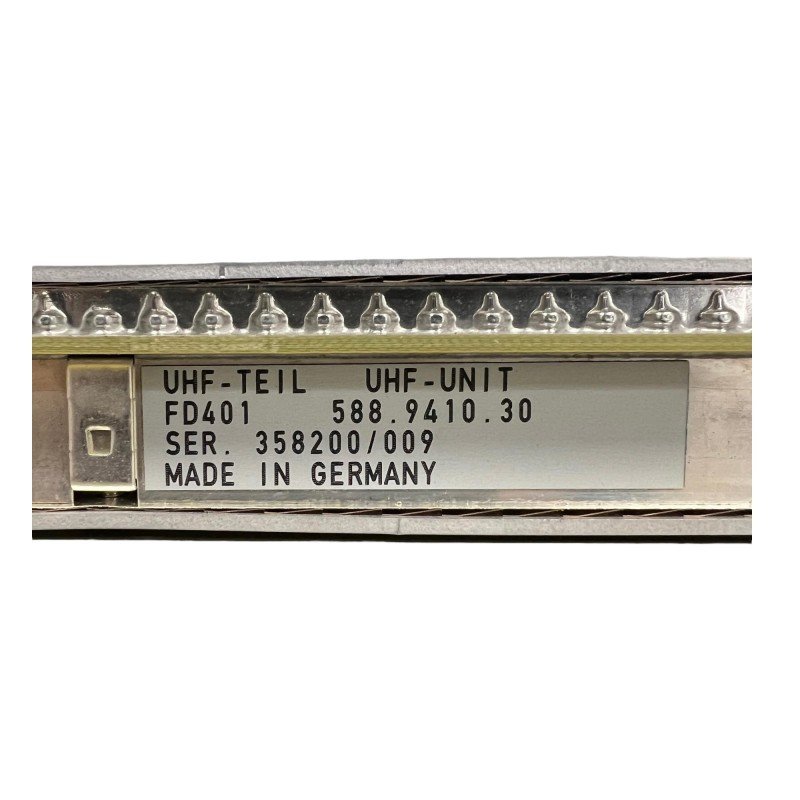 UHF-TEIL UHF-UNIT
FD401 588.9410.30
SER. 358200/009
MADE IN GERMANY